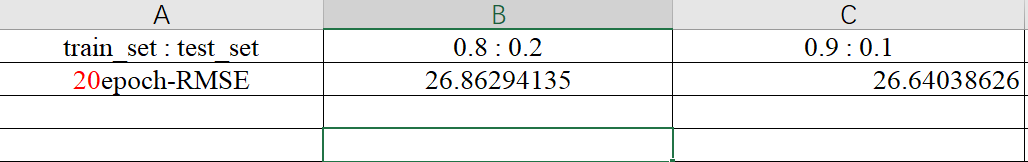 A B C
train_set : test_set 0.8 : 0.2 0.9 : 0.1
20epoch-RMSE 26.86294135 26.64038626